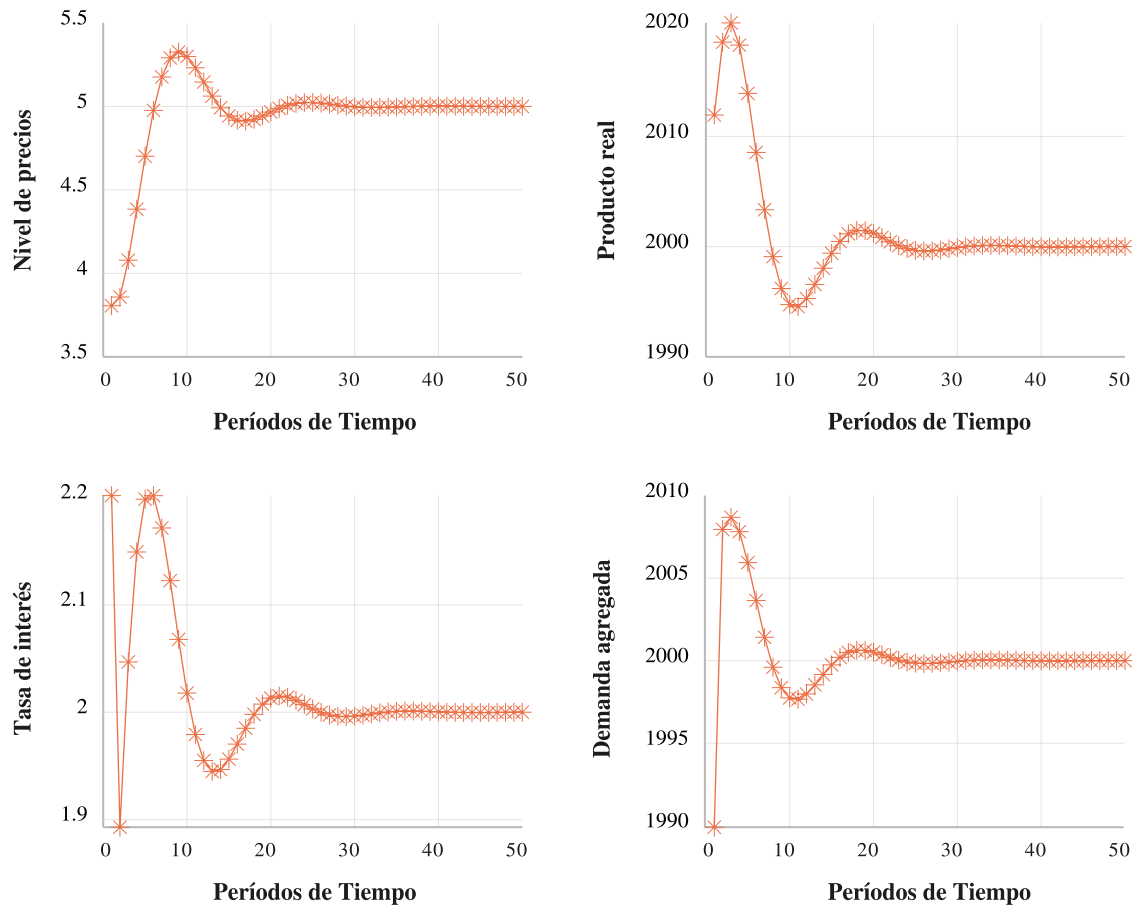 5.5
5
4.5
4
3.5
0 10 20 30 40 50
Nivel de precios
Períodos de Tiempo
2020
2010
2000
1990
0 10 20 30 40 50
Producto real
Períodos de Tiempo
2.2
2.1
2
1.9
0 10 20 30 40 50
Tasa de interés
Períodos de Tiempo
2010
2005
2000
1995
1990
0 10 20 30 40 50
Demanda agregada
Períodos de Tiempo